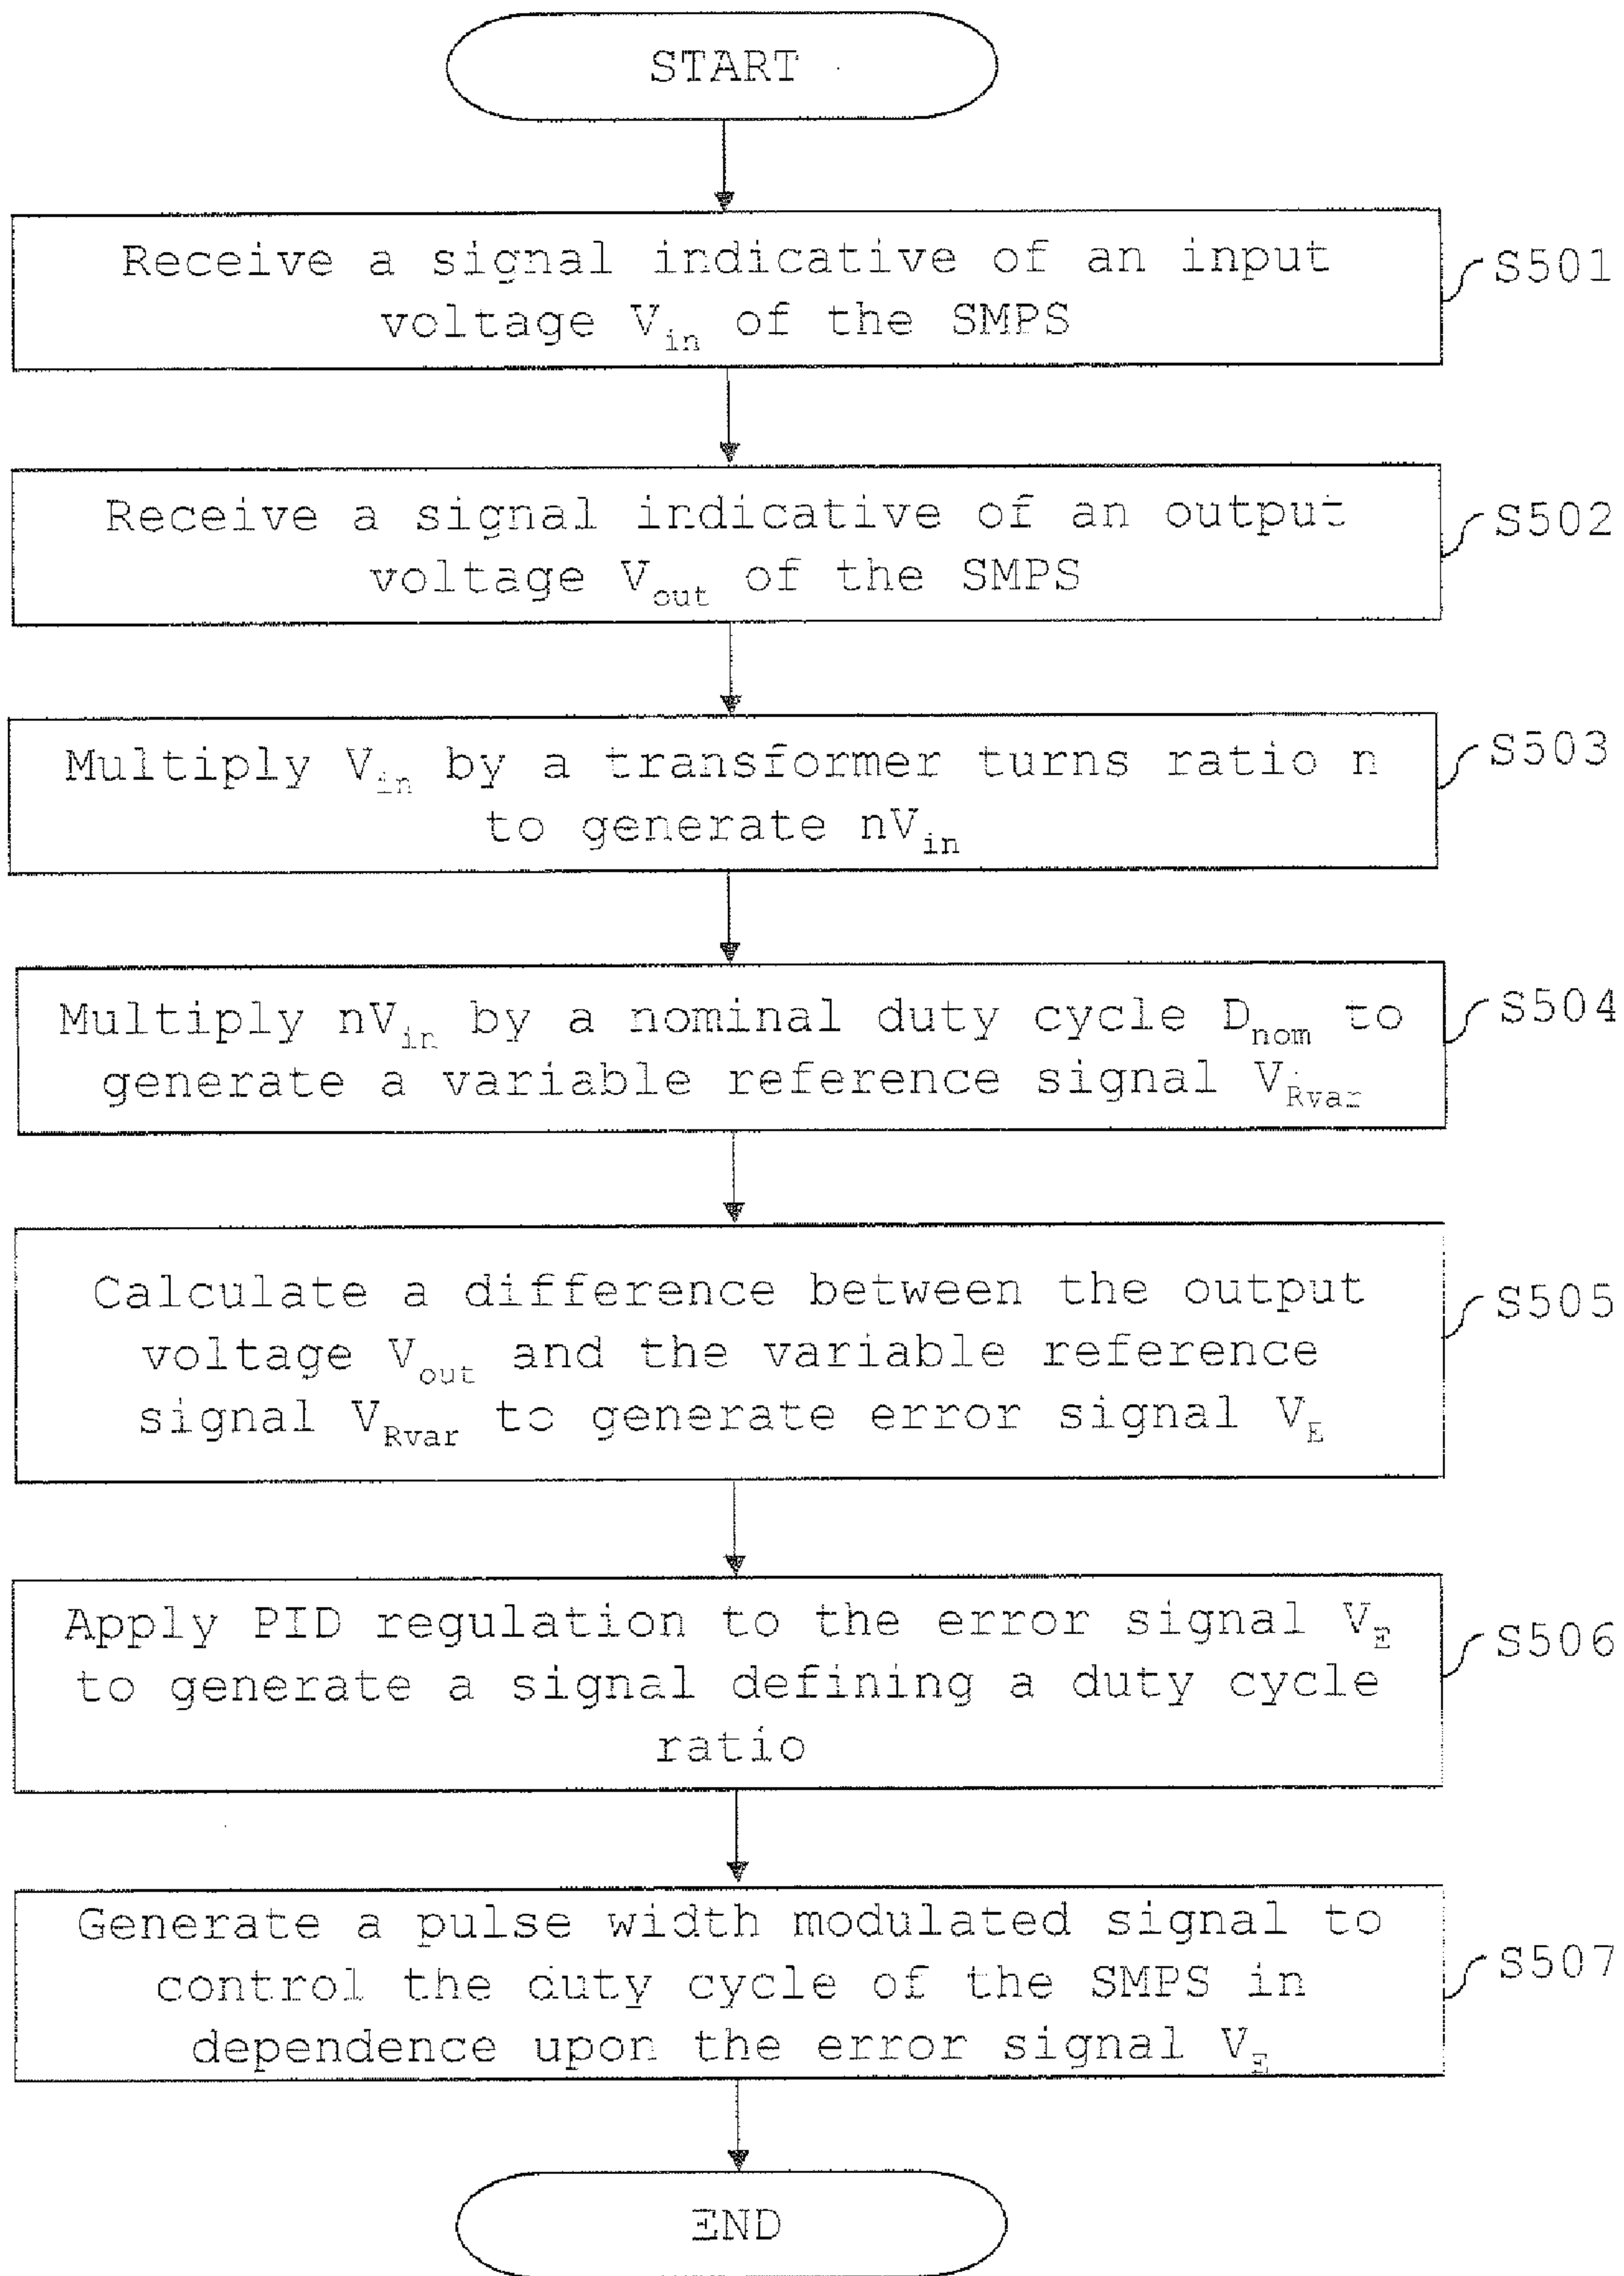 START
Receive a signal indicative of an input
voltage V_in of the SMPS
S501
Receive a signal indicative of an output
voltage V_out of the SMPS
S502
Multiply V_in by a transformer turns ratio n
to generate nV_in
S503
Multiply nV_in by a nominal duty cycle D_nom to
generate a variable reference signal V_Rvar
S504
Calculate a difference between the output
voltage V_out and the variable reference
signal V_Rvar to generate error signal V_E
S505
Apply PID regulation to the error signal V_E
to generate a signal defining a duty cycle
ratio
S506
Generate a pulse width modulated signal to
control the duty cycle of the SMPS in
dependence upon the error signal V_E
S507
END